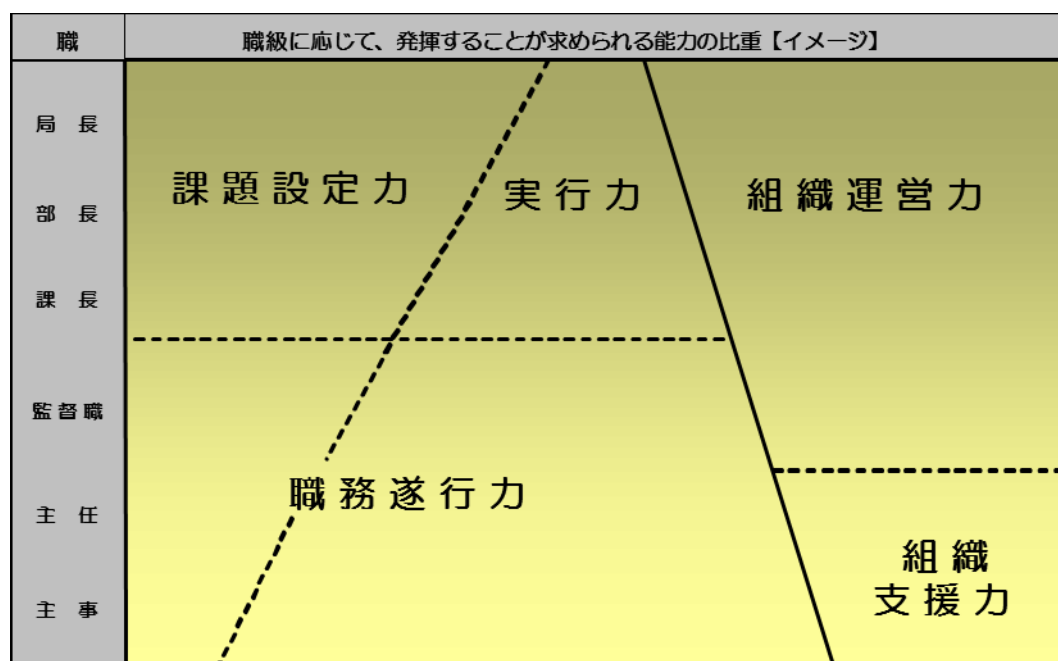 職
職級に応じて、発揮することが求められる能力の比重【イメージ】
局 長
部 長
課 長
監督職
主 任
主 事
課題設定力
実行力
組織運営力
職務遂行力
組織
支援力